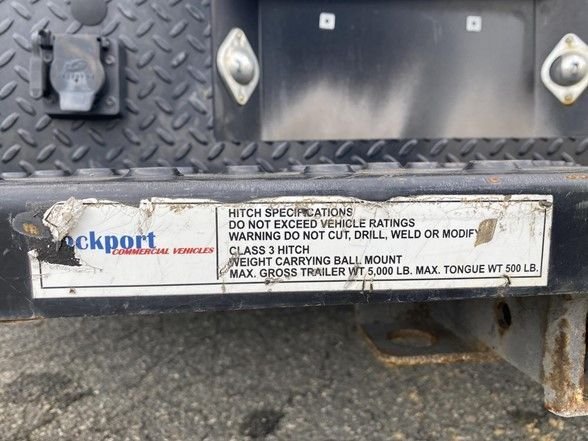 ockport
COMMERCIAL VEHICLES
HITCH SPECIFICATIONS
DO NOT EXCEED VEHICLE RATINGS
WARNING DO NOT CUT, DRILL, WELD OR MODIFY
CLASS 3 HITCH
WEIGHT CARRYING BALL MOUNT
MAX. GROSS TRAILER WT 5,000 LB. MAX. TONGUE WT 500 LB.